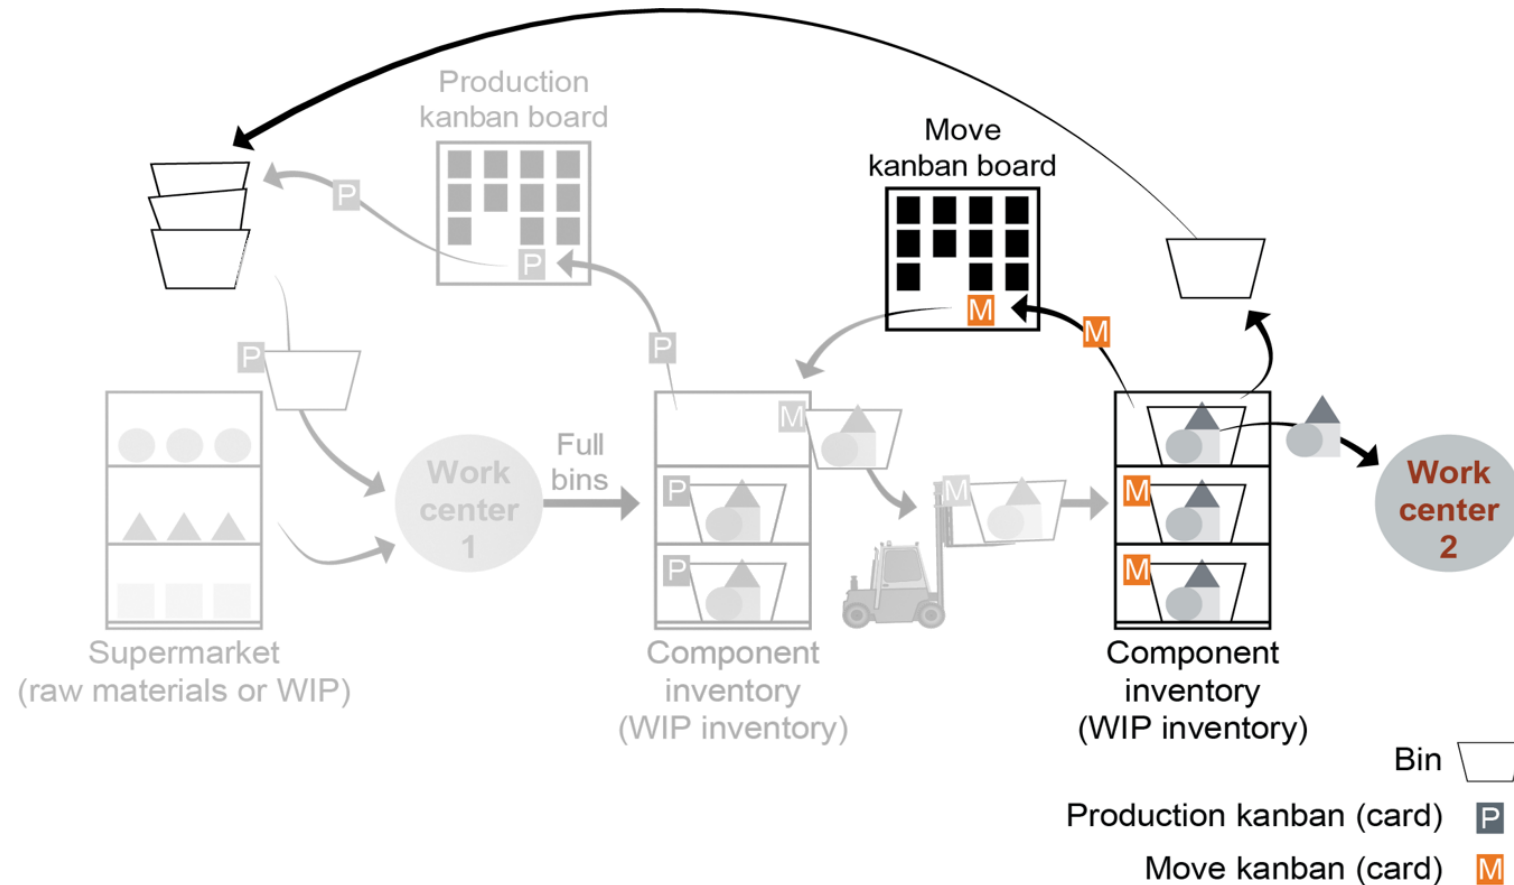 Production
kanban board
Move
kanban board
P
P
M
M
P
P
M
Full
bins
Work
center
1
P
M
M
Work
center
2
P
M
Supermarket
(raw materials or WIP)
Component
inventory
(WIP inventory)
Component
inventory
(WIP inventory)
Bin
Production kanban (card) P
Move kanban (card) M